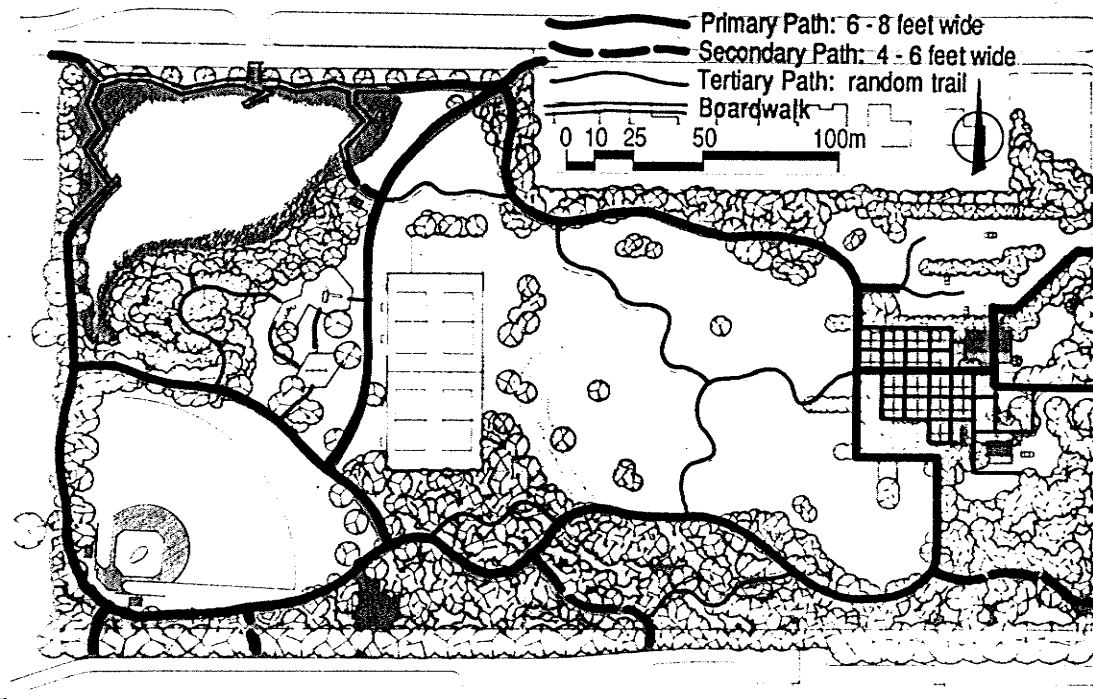 Primary Path: 6 - 8 feet wide
Secondary Path: 4 - 6 feet wide
Tertiary Path: random trail
Boardwalk
0 10 25 50 100m